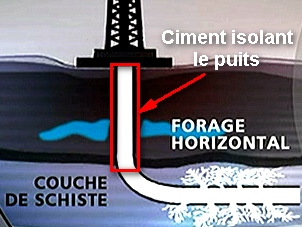 Ciment isolant
le puits
FORAGE
HORIZONTAL
COUCHE
DE SCHISTE